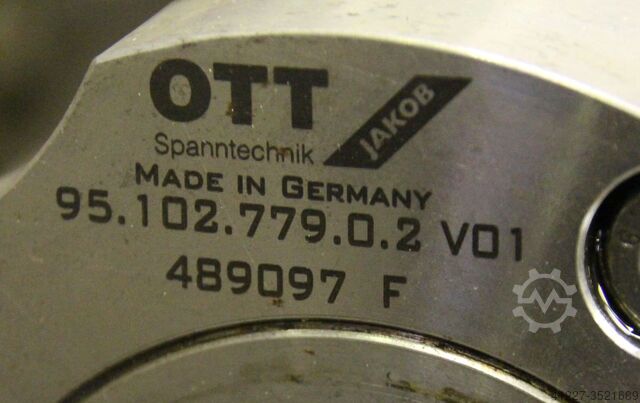 OTT
JAKOB
Spanntechnik
MADE IN GERMANY
95.102.779.0.2 V01
489097 F